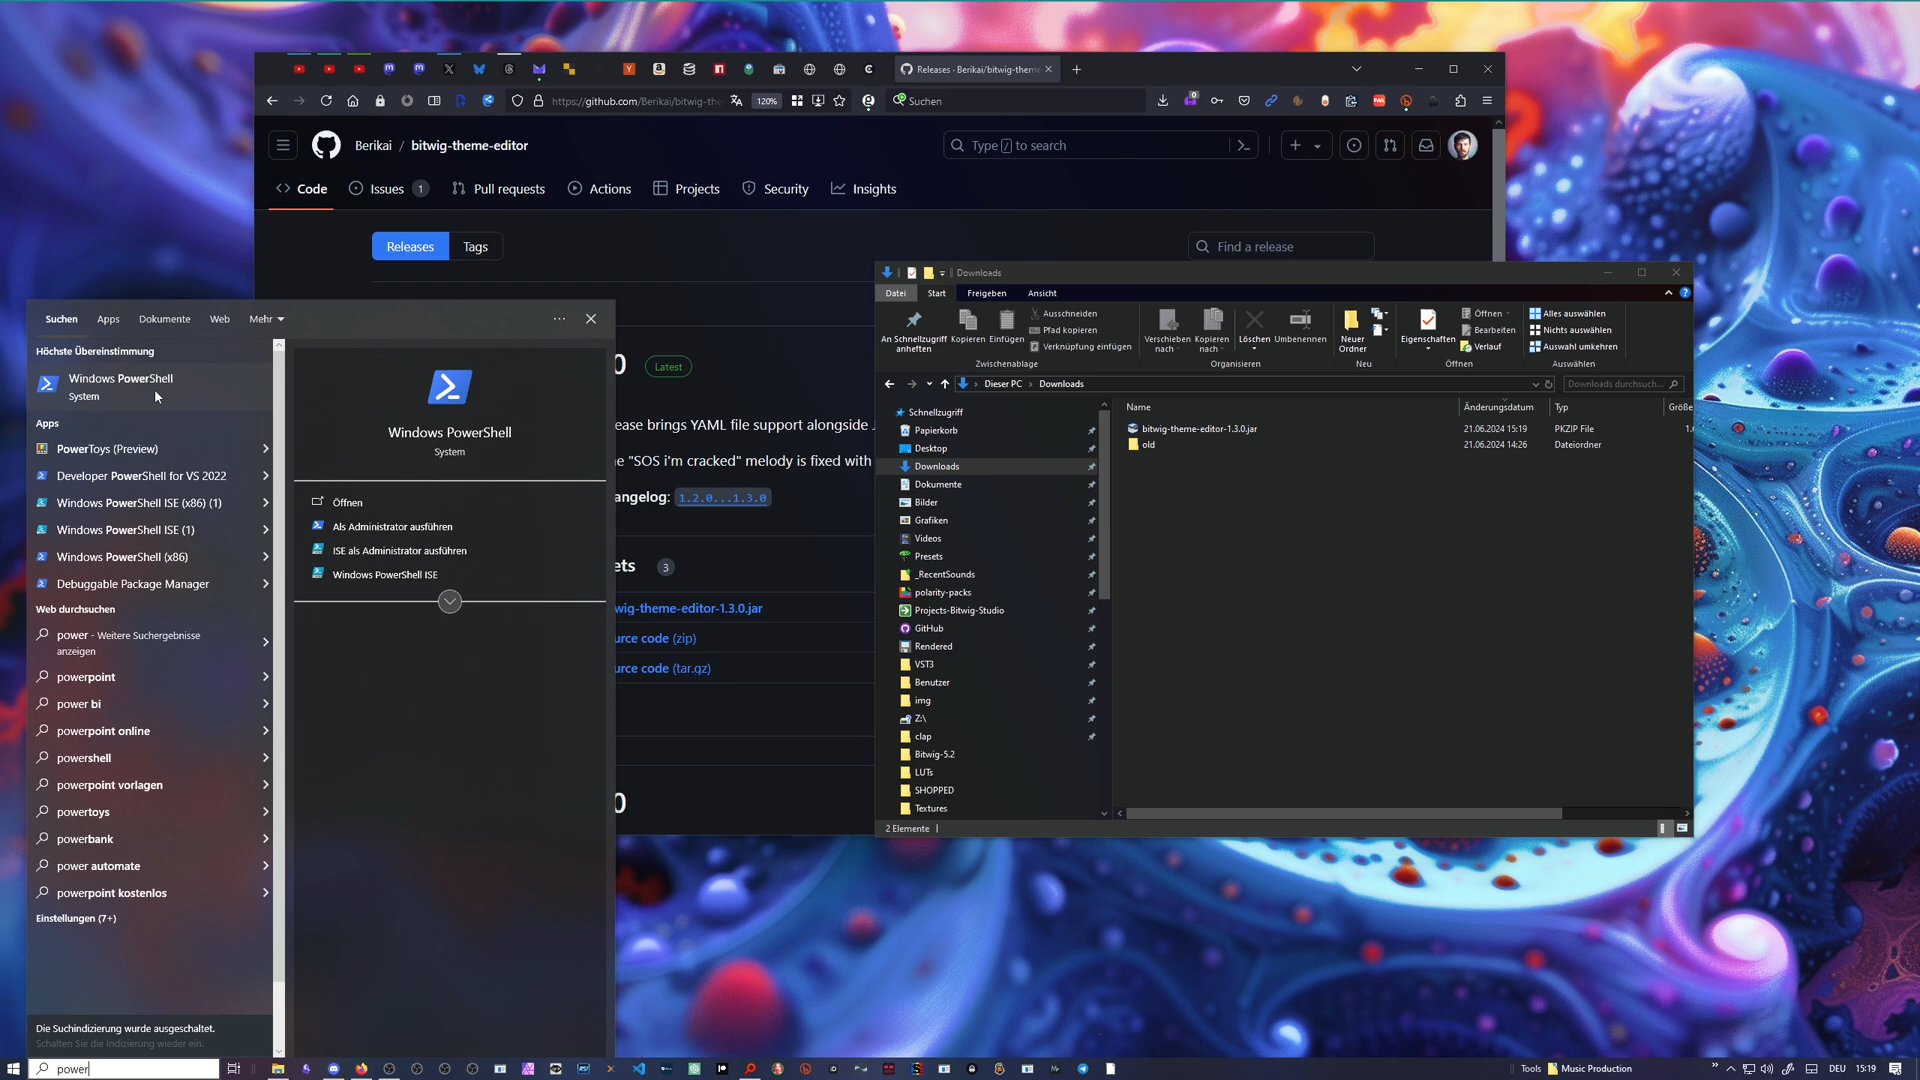 Releases · Berikai/bitwig-them
https://github.com/Berikai/bitwig-the
120%
Suchen
0
Berikai / bitwig-theme-editor
Type / to search
Code
Issues 1
Pull requests
Actions
Projects
Security
Insights
Releases
Tags
Find a release
Latest
ease brings YAML file support alongside J
e "SOS i'm cracked" melody is fixed with
angelog: 1.2.0...1.3.0
ets 3
wig-theme-editor-1.3.0.jar
urce code (zip)
urce code (tar.gz)
0
Suchen
Apps
Dokumente
Web
Mehr
Höchste Übereinstimmung
Windows PowerShell
System
Apps
PowerToys (Preview)
Developer PowerShell for VS 2022
Windows PowerShell ISE (x86) (1)
Windows PowerShell ISE (1)
Windows PowerShell (x86)
Debuggable Package Manager
Web durchsuchen
power - Weitere Suchergebnisse
anzeigen
powerpoint
power bi
powerpoint online
powershell
powerpoint vorlagen
powertoys
powerbank
power automate
powerpoint kostenlos
Einstellungen (7+)
Die Suchindizierung wurde ausgeschaltet.
Schalten Sie die Indizierung wieder ein.
Windows PowerShell
System
Öffnen
Als Administrator ausführen
ISE als Administrator ausführen
Windows PowerShell ISE
Downloads
Datei
Start
Freigeben
Ansicht
An Schnellzugriff
anheften
Kopieren
Einfügen
Ausschneiden
Pfad kopieren
Verknüpfung einfügen
Zwischenablage
Verschieben
nach
Kopieren
nach
Löschen
Umbenennen
Organisieren
Neuer
Ordner
Neu
Eigenschaften
Öffnen
Bearbeiten
Verlauf
Öffnen
Alles auswählen
Nichts auswählen
Auswahl umkehren
Auswählen
Dieser PC
Downloads
Downloads durchsuch...
Schnellzugriff
Papierkorb
Desktop
Downloads
Dokumente
Bilder
Grafiken
Videos
Presets
_RecentSounds
polarity-packs
Projects-Bitwig-Studio
GitHub
Rendered
VST3
Benutzer
img
Z:\
clap
Bitwig-5.2
LUTs
SHOPPED
Textures
Name
Änderungsdatum
Typ
Größe
bitwig-theme-editor-1.3.0.jar
21.06.2024 15:19
PKZIP File
1.
old
21.06.2024 14:26
Dateiordner
2 Elemente
power
Tools
Music Production
DEU
15:19